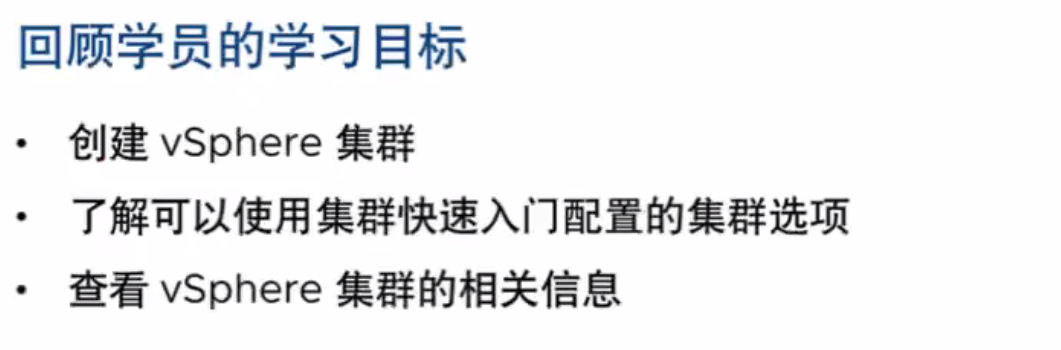 回顾学员的学习目标
• 创建 vSphere 集群
• 了解可以使用集群快速入门配置的集群选项
• 查看 vSphere 集群的相关信息